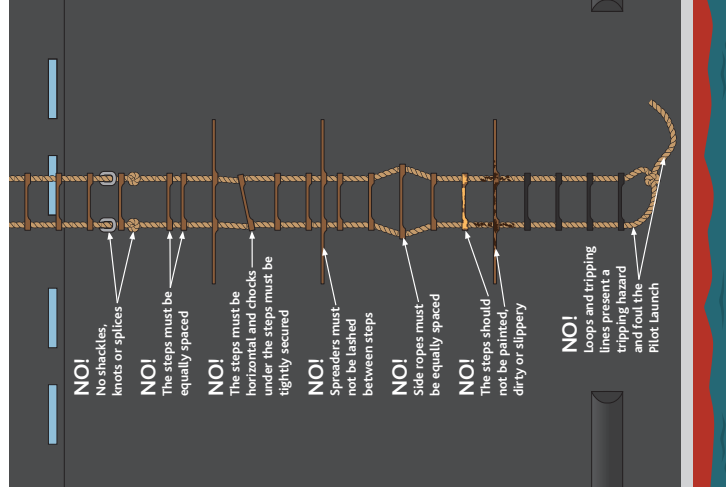 NO!
No shackles,
knots or splices
NO!
The steps must be
equally spaced
NO!
The steps must be
horizontal and chocks
under the steps must be
tightly secured
NO!
Spreaders must
not be lashed
between steps
NO!
Side ropes must
be equally spaced
NO!
The steps should
not be painted,
dirty or slippery
NO!
Loops and tripping
lines present a
tripping hazard
and foul the
Pilot Launch